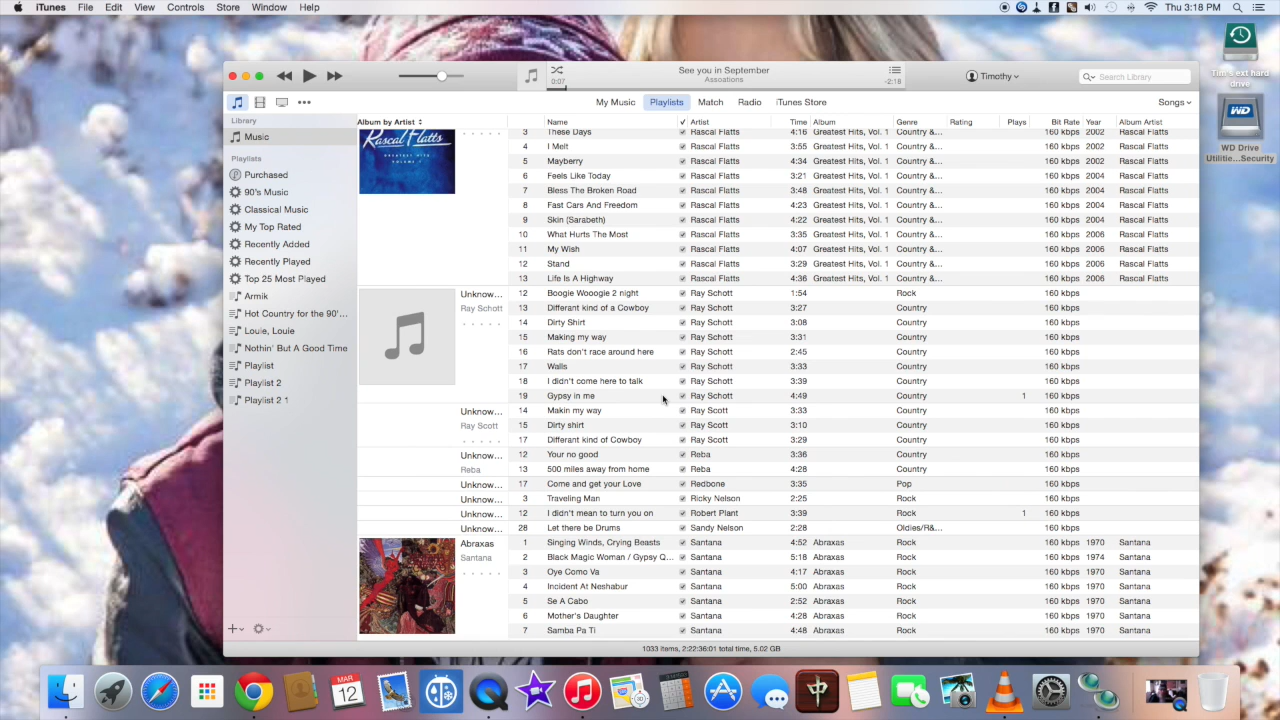 iTunes File Edit View Controls Store Window Help Thu 3:18 PM
See you in September
Assoations
0:07 -2:18
Timothy
Search Library
My Music Playlists Match Radio iTunes Store Songs
Library
Music
Playlists
Purchased
90's Music
Classical Music
My Top Rated
Recently Added
Recently Played
Top 25 Most Played
Armik
Hot Country for the 90'...
Louie, Louie
Nothin' But A Good Time
Playlist
Playlist 2
Playlist 2 1
Album by Artist Name Artist Time Album Genre Rating Plays Bit Rate Year Album Artist
Rascal Flatts
GREATEST HITS
VOLUME 1
3 These Days Rascal Flatts 4:16 Greatest Hits, Vol. 1 Country &... 160 kbps 2002 Rascal Flatts
4 I Melt Rascal Flatts 3:55 Greatest Hits, Vol. 1 Country &... 160 kbps 2002 Rascal Flatts
5 Mayberry Rascal Flatts 4:34 Greatest Hits, Vol. 1 Country &... 160 kbps 2002 Rascal Flatts
6 Feels Like Today Rascal Flatts 3:21 Greatest Hits, Vol. 1 Country &... 160 kbps 2004 Rascal Flatts
7 Bless The Broken Road Rascal Flatts 3:48 Greatest Hits, Vol. 1 Country &... 160 kbps 2004 Rascal Flatts
8 Fast Cars And Freedom Rascal Flatts 4:23 Greatest Hits, Vol. 1 Country &... 160 kbps 2004 Rascal Flatts
9 Skin (Sarabeth) Rascal Flatts 4:22 Greatest Hits, Vol. 1 Country &... 160 kbps 2004 Rascal Flatts
10 What Hurts The Most Rascal Flatts 3:35 Greatest Hits, Vol. 1 Country &... 160 kbps 2006 Rascal Flatts
11 My Wish Rascal Flatts 4:07 Greatest Hits, Vol. 1 Country &... 160 kbps 2006 Rascal Flatts
12 Stand Rascal Flatts 3:32 Greatest Hits, Vol. 1 Country &... 160 kbps 2006 Rascal Flatts
13 Life Is A Highway Rascal Flatts 4:36 Greatest Hits, Vol. 1 Country &... 160 kbps 2006 Rascal Flatts
Unknow... 12 Boogie Wooogie 2 night Ray Schott 1:54 Rock 160 kbps
Ray Schott 13 Differant kind of a Cowboy Ray Schott 3:27 Country 160 kbps
14 Dirty Shirt Ray Schott 3:08 Country 160 kbps
15 Making my way Ray Schott 3:31 Country 160 kbps
16 Rats don't race around here Ray Schott 2:45 Country 160 kbps
17 Walls Ray Schott 3:33 Country 160 kbps
18 I didn't come here to talk Ray Schott 3:39 Country 160 kbps
19 Gypsy in me Ray Schott 4:49 Country 1 160 kbps
Unknow... 14 Makin my way Ray Scott 3:33 Country 160 kbps
Ray Scott 15 Dirty shirt Ray Scott 3:10 Country 160 kbps
17 Differant kind of Cowboy Ray Scott 3:29 Country 160 kbps
Unknow... 12 Your no good Reba 3:36 Country 160 kbps
Reba 13 500 miles away from home Reba 4:28 Country 160 kbps
Unknow... 17 Come and get your Love Redbone 3:35 Pop 160 kbps
Unknow... 3 Traveling Man Ricky Nelson 2:25 Rock 160 kbps
Unknow... 12 I didn't mean to turn you on Robert Plant 3:39 Rock 1 160 kbps
Unknow... 28 Let there be Drums Sandy Nelson 2:28 Oldies/R&... 160 kbps
Abraxas 1 Singing Winds, Crying Beasts Santana 4:52 Abraxas Rock 160 kbps 1970 Santana
Santana 2 Black Magic Woman / Gypsy Q... Santana 5:18 Abraxas Rock 160 kbps 1974 Santana
3 Oye Como Va Santana 4:17 Abraxas Rock 160 kbps 1970 Santana
4 Incident At Neshabur Santana 5:00 Abraxas Rock 160 kbps 1970 Santana
5 Se A Cabo Santana 2:52 Abraxas Rock 160 kbps 1970 Santana
6 Mother's Daughter Santana 4:28 Abraxas Rock 160 kbps 1970 Santana
7 Samba Pa Ti Santana 4:48 Abraxas Rock 160 kbps 1970 Santana
1033 items, 2:22:36:01 total time, 5.02 GB
Tim's ext hard
drive
WD
WD Drive
Utilitie...Security
MAR
12
30
中